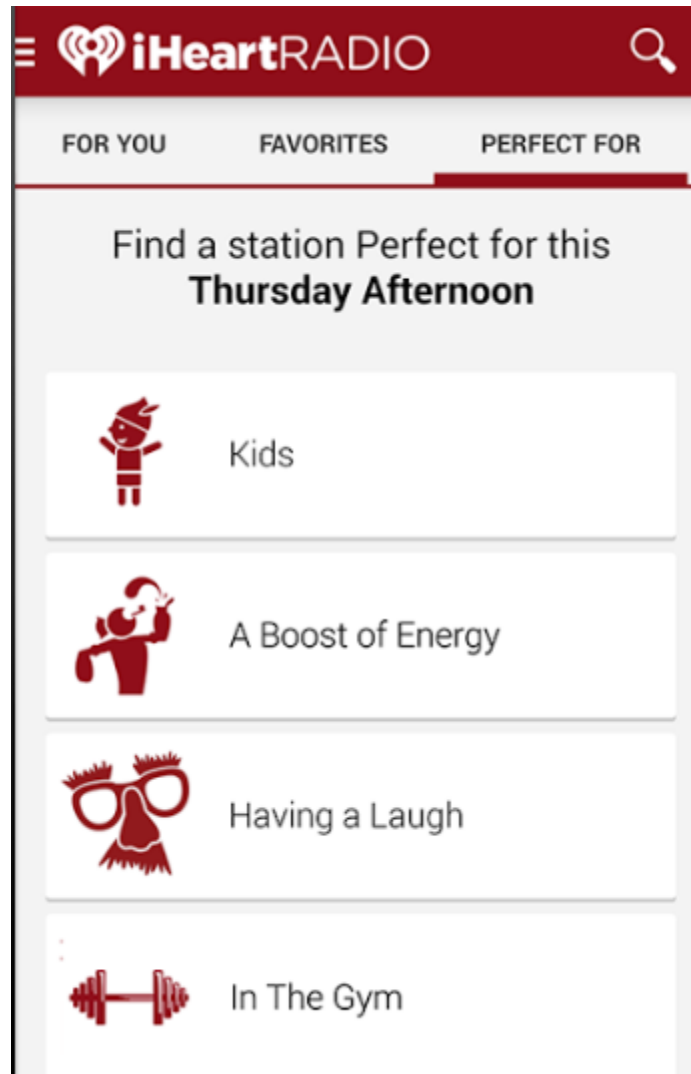 iHeartRADIO
FOR YOU FAVORITES PERFECT FOR
Find a station Perfect for this
Thursday Afternoon
Kids
A Boost of Energy
Having a Laugh
In The Gym